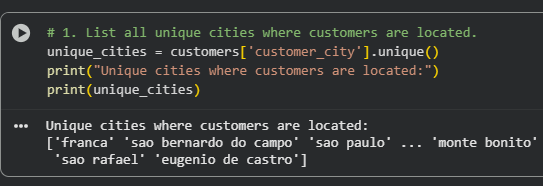 # 1. List all unique cities where customers are located.
unique_cities = customers['customer_city'].unique()
print("Unique cities where customers are located:")
print(unique_cities)
Unique cities where customers are located:
['franca' 'sao bernardo do campo' 'sao paulo' ... 'monte bonito'
 'sao rafael' 'eugenio de castro']